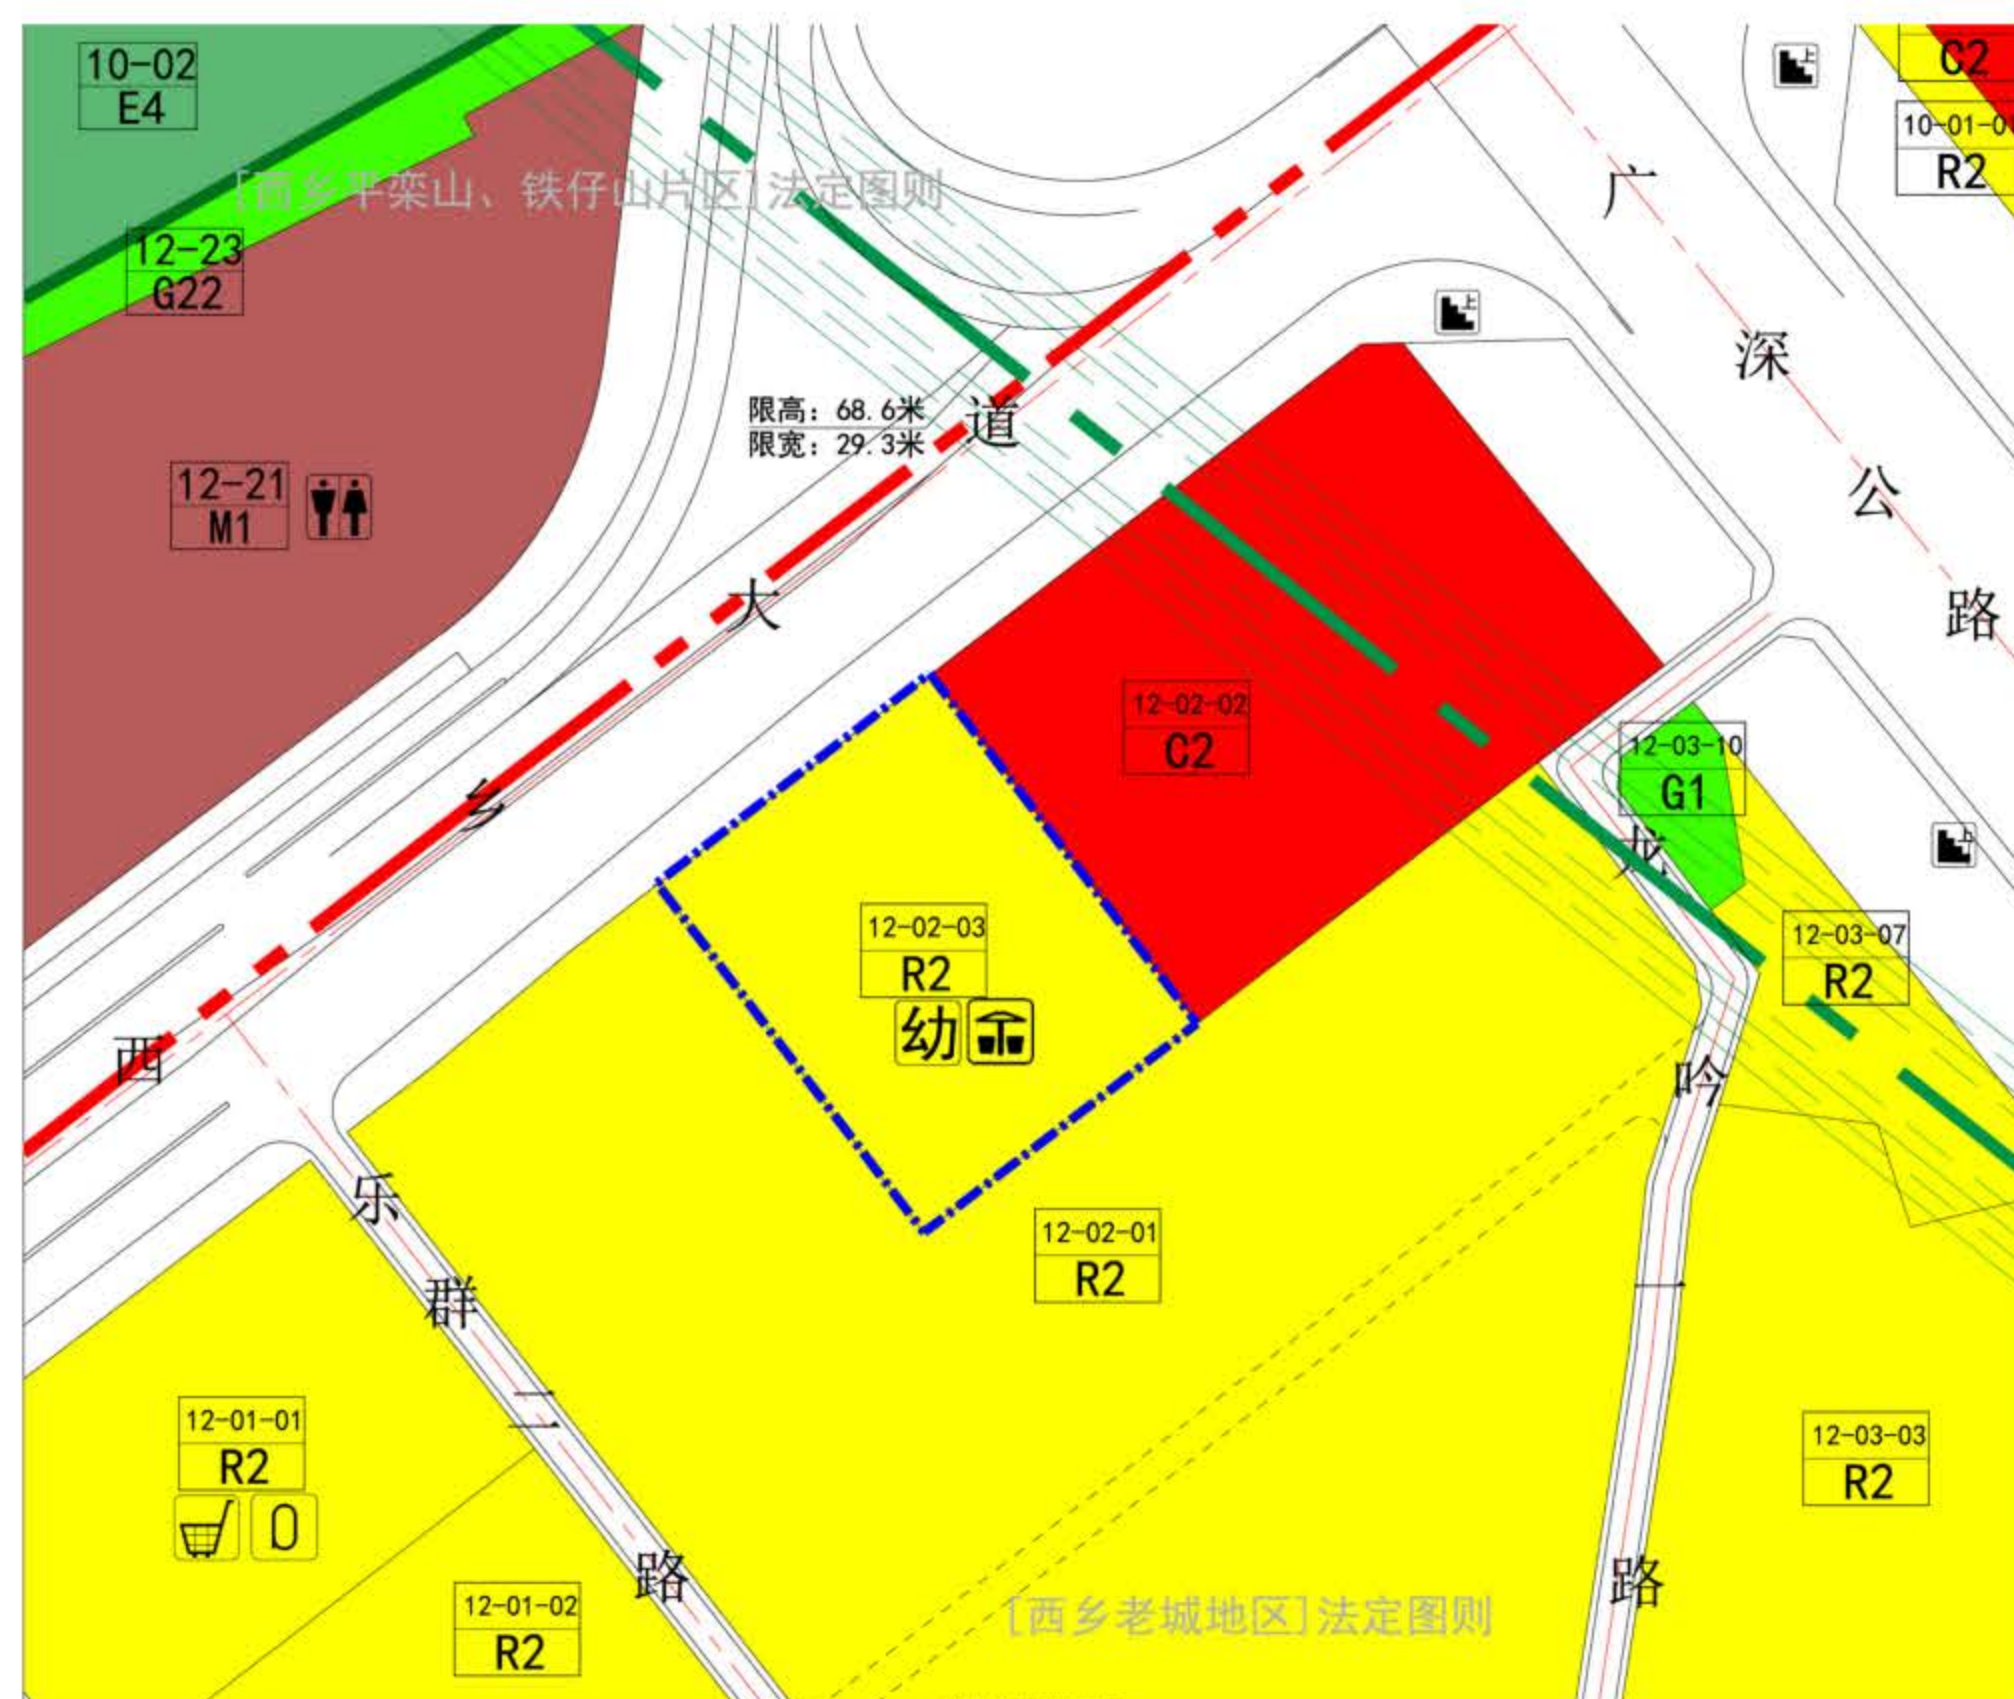 10-02
E4
C2
10-01-0
R2
[西乡平峦山、铁仔山片区]法定图则
12-23
G22
上
上
广深公路
限高: 68.6米
限宽: 29.3米
西乡大道
12-21
M1
12-02-02
C2
12-03-10
G1
上
12-02-03
R2
幼
12-03-07
R2
龙吟一路
12-02-01
R2
乐群二路
12-01-01
R2
12-03-03
R2
12-01-02
R2
[西乡老城地区]法定图则